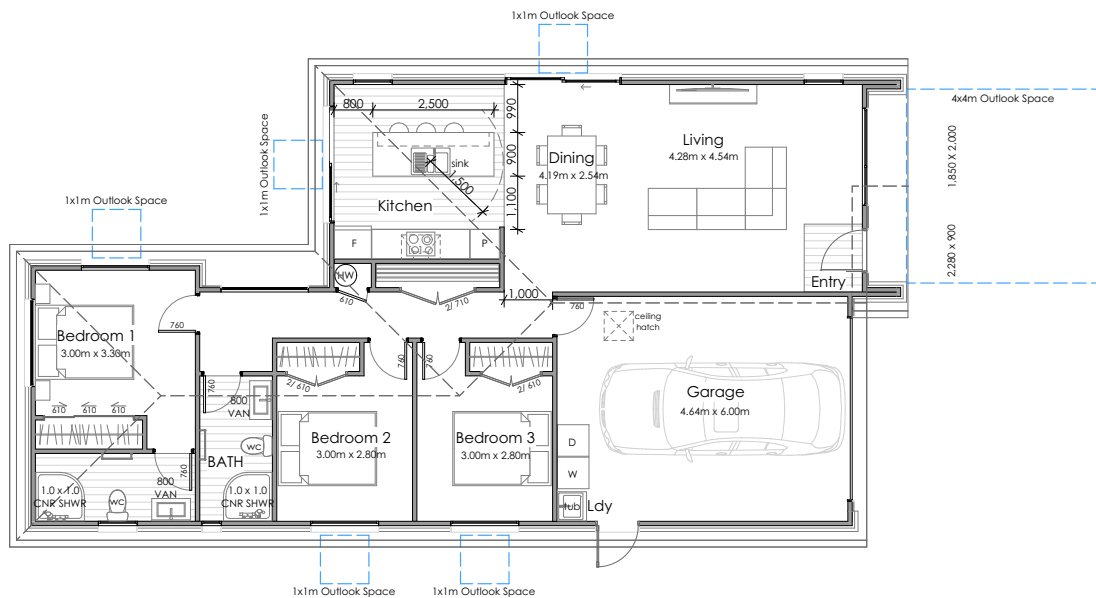 1x1m Outlook Space
4x4m Outlook Space
800
2,500
990
Living
4.28m x 4.54m
1,850 X 2,000
1x1m Outlook Space
900
Dining
4.19m x 2.54m
sink
1,500
1,100
Kitchen
1x1m Outlook Space
2,280 x 900
F
P
HW
Entry
610
2/ 710
1,000
760
760
ceiling
hatch
Bedroom 1
3.00m x 3.30m
760
760
2/ 610
2/ 610
760
610
610
610
800
VAN
Garage
4.64m x 6.00m
Bedroom 2
3.00m x 2.80m
Bedroom 3
3.00m x 2.80m
D
WC
BATH
760
W
800
VAN
1.0 x 1.0
CNR SHWR
WC
1.0 x 1.0
CNR SHWR
tub
Ldy
1x1m Outlook Space
1x1m Outlook Space